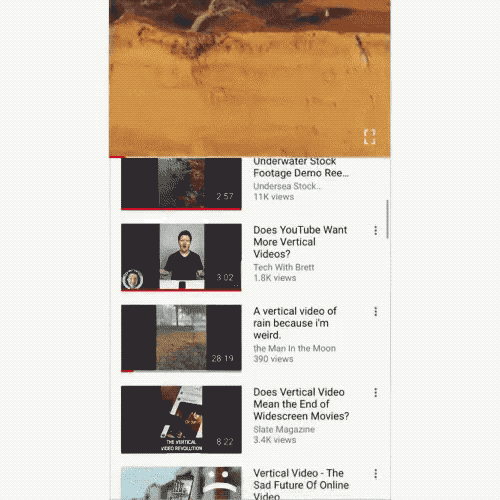 Underwater Stock
Footage Demo Ree...
Undersea Stock..
11K views
2:57
Does YouTube Want
More Vertical
Videos?
Tech With Brett
1.8K views
3:02
A vertical video of
rain because i'm
weird.
the Man In the Moon
390 views
28:19
Does Vertical Video
Mean the End of
Widescreen Movies?
Slate Magazine
3.4K views
THE VERTICAL
VIDEO REVOLUTION
8:22
Vertical Video - The
Sad Future Of Online
Video